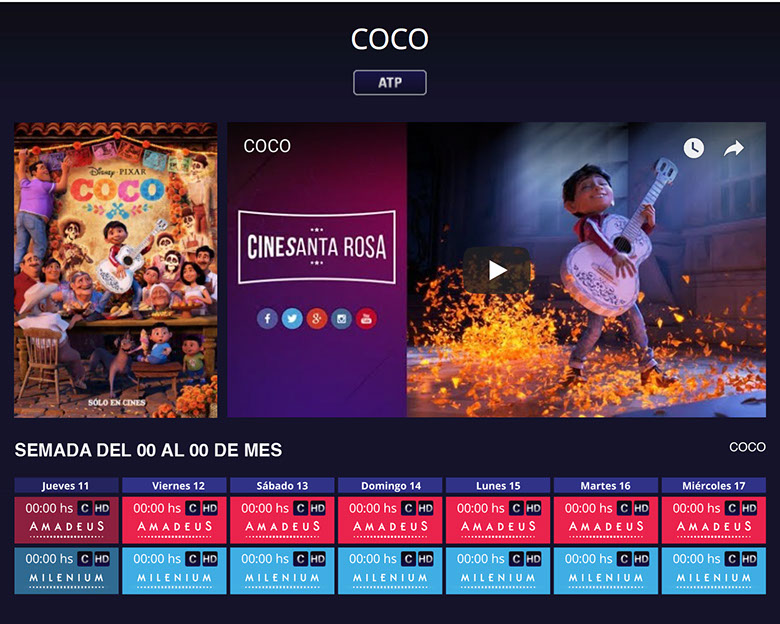 COCO
ATP
Disney · PIXAR
COCO
SOLO EN CINES
COCO
CINESANTA ROSA
SEMADA DEL 00 AL 00 DE MES
COCO
Jueves 11 Viernes 12 Sábado 13 Domingo 14 Lunes 15 Martes 16 Miércoles 17
00:00 hs C HD 00:00 hs C HD 00:00 hs C HD 00:00 hs C HD 00:00 hs C HD 00:00 hs C HD 00:00 hs C HD
AMADEUS AMADEUS AMADEUS AMADEUS AMADEUS AMADEUS AMADEUS
00:00 hs C HD 00:00 hs C HD 00:00 hs C HD 00:00 hs C HD 00:00 hs C HD 00:00 hs C HD 00:00 hs C HD
MILENIUM MILENIUM MILENIUM MILENIUM MILENIUM MILENIUM MILENIUM